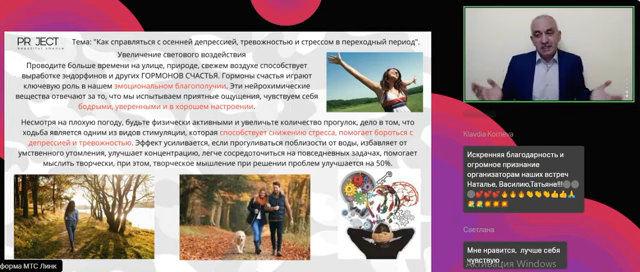 PR JECT
Тема: "Как справляться с осенней депрессией, тревожностью и стрессом в переходный период".
Увеличение светового воздействия
Проводите больше времени на улице, природе, свежем воздухе способствует
выработке эндорфинов и других ГОРМОНОВ СЧАСТЬЯ. Гормоны счастья играют
ключевую роль в нашем эмоциональном благополучии. Эти нейрохимические
вещества отвечают за то, что мы испытываем приятные ощущения, чувствуем себя
бодрыми, уверенными и в хорошем настроении.
Несмотря на плохую погоду, будьте физически активными и увеличьте количество прогулок, дело в том, что
ходьба является одним из видов стимуляции, которая способствует снижению стресса, помогает бороться с
депрессией и тревожностью. Эффект усиливается, если прогуливаться поблизости от воды, избавляет от
умственного утомления, улучшает концентрацию, легче сосредоточиться на повседневных задачах, помогает
мыслить творчески, при этом, творческое мышление при решении проблем улучшается на 50%.
форма МТС Линк
Klavdia Korneva
Искренняя благодарность и
огромное признание
организаторам наших встреч
Наталье, Василию,Татьяне!!!
Светлана
Мне нравится, лучше себя
чувствую
Активация Windows